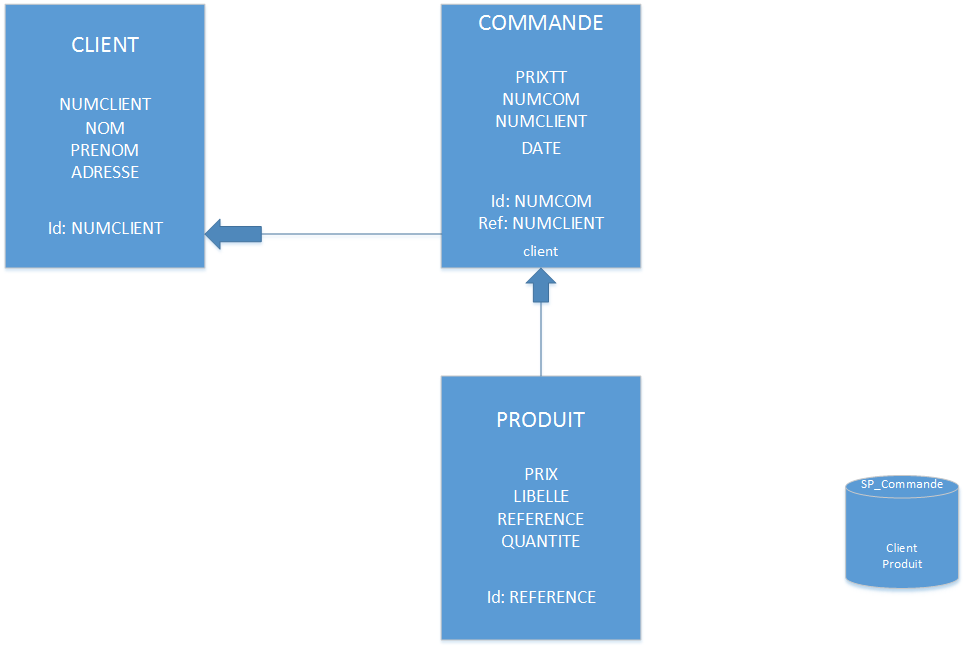 CLIENT
NUMCLIENT
NOM
PRENOM
ADRESSE
Id: NUMCLIENT
COMMANDE
PRIXTT
NUMCOM
NUMCLIENT
DATE
Id: NUMCOM
Ref: NUMCLIENT
client
PRODUIT
PRIX
LIBELLE
REFERENCE
QUANTITE
Id: REFERENCE
SP_Commande
Client
Produit